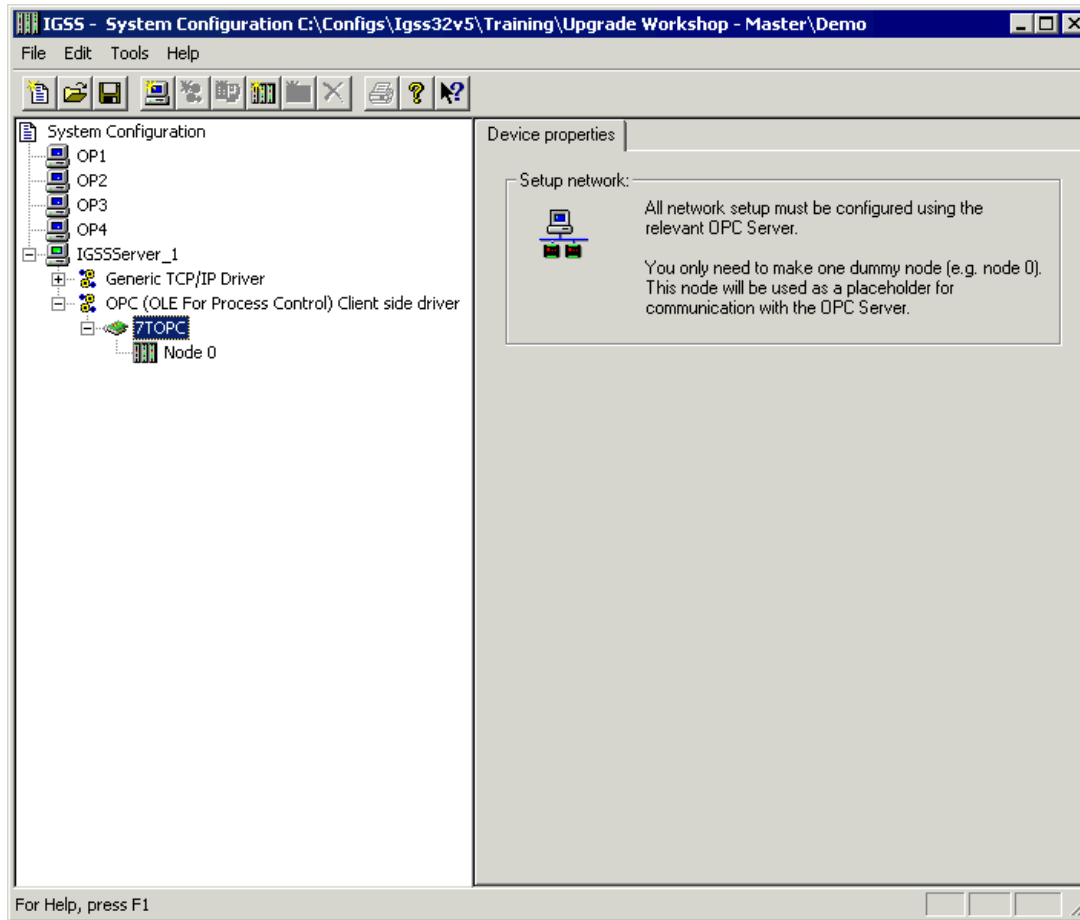 IGSS - System Configuration C:\Configs\Igss32v5\Training\Upgrade Workshop - Master\Demo
File Edit Tools Help
System Configuration
OP1
OP2
OP3
OP4
IGSSServer_1
Generic TCP/IP Driver
OPC (OLE For Process Control) Client side driver
7TOPC
Node 0
Device properties
Setup network:
All network setup must be configured using the
relevant OPC Server.
You only need to make one dummy node (e.g. node 0).
This node will be used as a placeholder for
communication with the OPC Server.
For Help, press F1